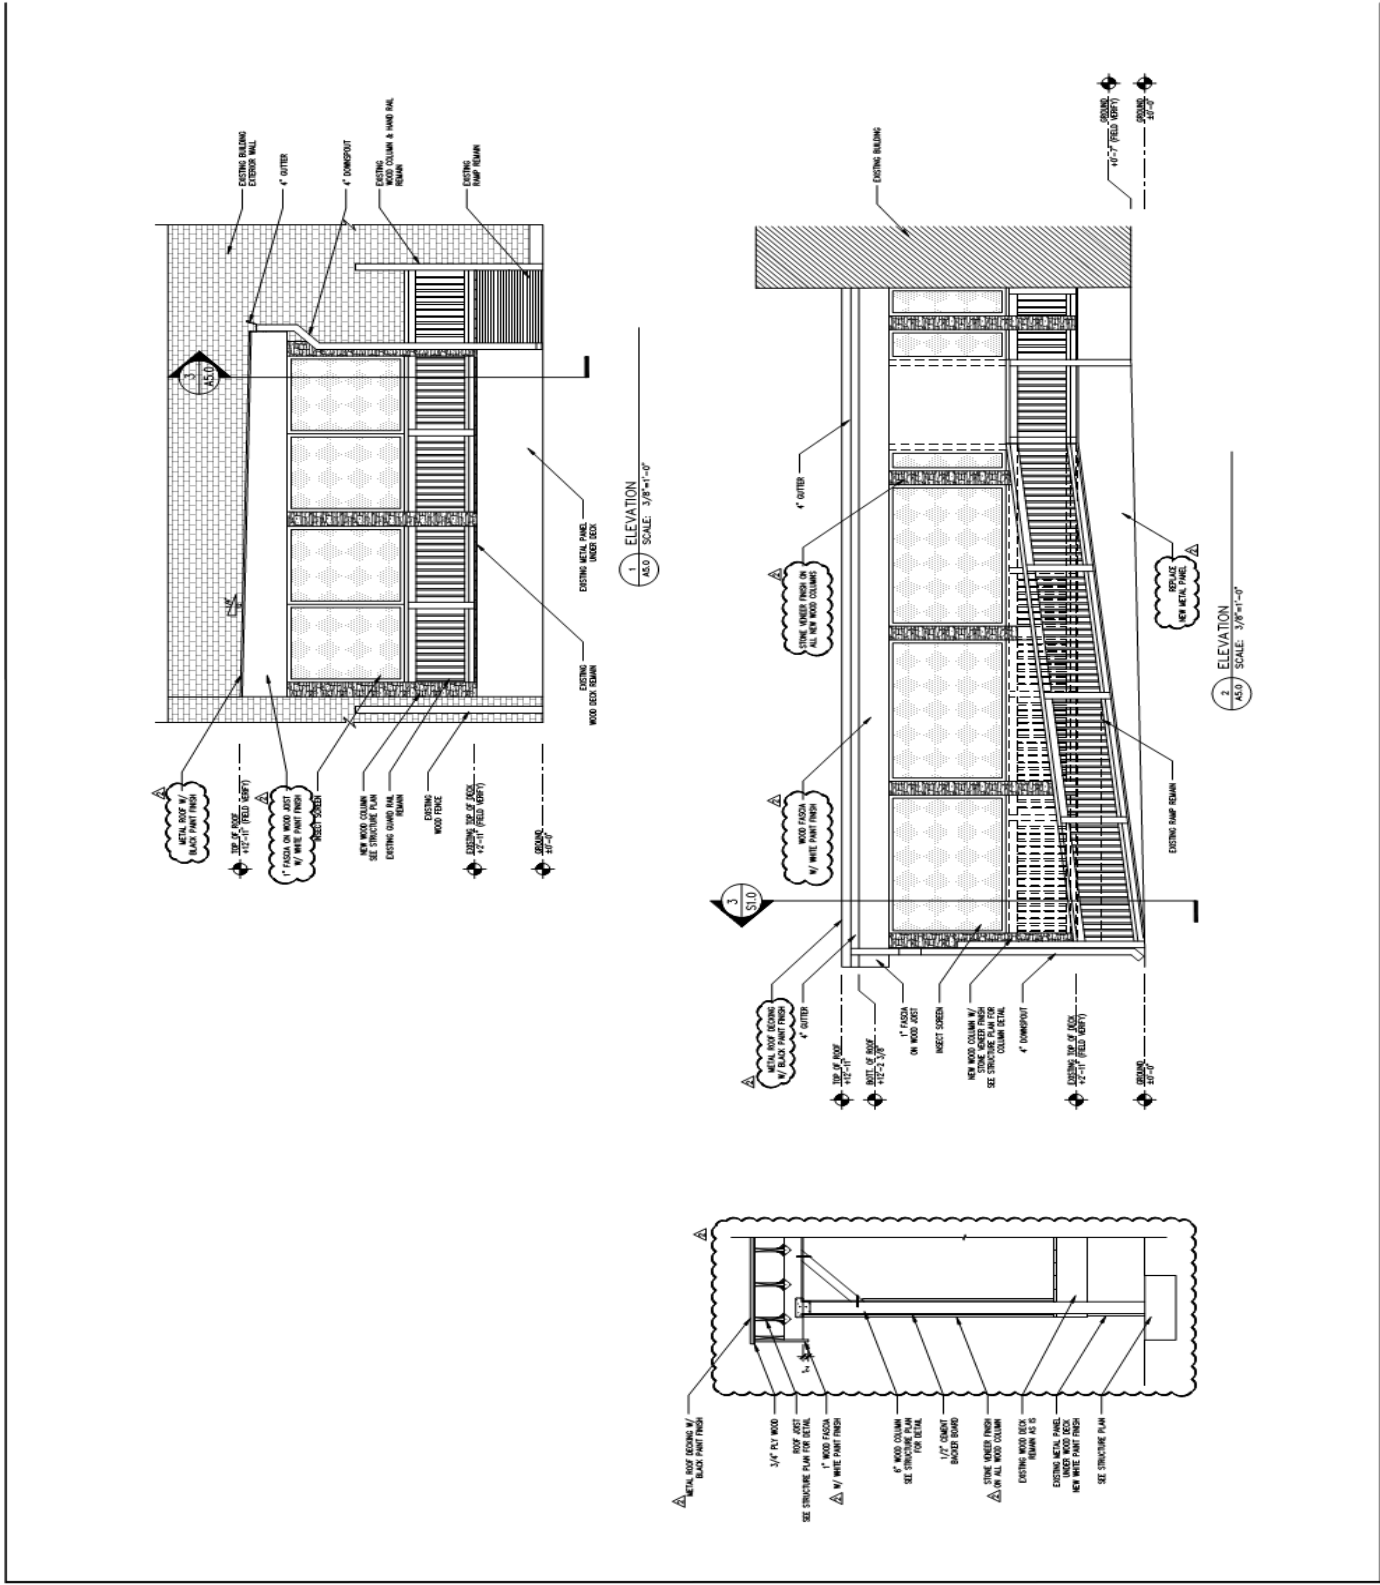 EXISTING BUILDING
EXTERIOR WALL
4" GUTTER
4" DOWNSPOUT
EXISTING
WOOD COLUMN & HAND RAIL
REMAIN
EXISTING
RAMP REMAIN
3
A5.0
METAL ROOF W/
BLACK PAINT FINISH
2
TOP OF ROOF
+12'-11" (FIELD VERIFY)
1" FASCIA ON WOOD JOIST
W/ WHITE PAINT FINISH
2
INSECT SCREEN
NEW WOOD COLUMN
SEE STRUCTURE PLAN
EXISTING GUARD RAIL
REMAIN
EXISTING
WOOD FENCE
EXISTING TOP OF DECK
+2'-11" (FIELD VERIFY)
GROUND
±0'-0"
EXISTING METAL PANEL
UNDER DECK
EXISTING
WOOD DECK REMAIN
1
A5.0
ELEVATION
SCALE: 3/8"=1'-0"
EXISTING BUILDING
GROUND
+0'-7" (FIELD VERIFY)
GROUND
±0'-0"
4" GUTTER
2
STONE VENEER FINISH ON
ALL NEW WOOD COLUMNS
2
WOOD FASCIA
W/ WHITE PAINT FINISH
2
REPLACE
NEW METAL PANEL
3
S1.0
2
METAL ROOF DECKING
W/ BLACK PAINT FINISH
4" GUTTER
TOP OF ROOF
+12'-11"
BOTT. OF ROOF
+12'-2 3/8"
1" FASCIA
ON WOOD JOIST
INSECT SCREEN
NEW WOOD COLUMN W/
STONE VENEER FINISH
SEE STRUCTURE PLAN FOR
COLUMN DETAIL
4" DOWNSPOUT
EXISTING TOP OF DECK
+2'-11" (FIELD VERIFY)
GROUND
±0'-0"
EXISTING RAMP REMAIN
2
A5.0
ELEVATION
SCALE: 3/8"=1'-0"
2
2
METAL ROOF DECKING W/
BLACK PAINT FINISH
3/4" PLY WOOD
ROOF JOIST
SEE STRUCTURE PLAN FOR DETAIL
1" WOOD FASCIA
2
W/ WHITE PAINT FINISH
6" WOOD COLUMN
SEE STRUCTURE PLAN
FOR DETAIL
1/2" CEMENT
BACKER BOARD
STONE VENEER FINISH
2
ON ALL WOOD COLUMN
EXISTING WOOD DECK
REMAIN AS IS
EXISTING METAL PANEL
UNDER WOOD DECK
NEW WHITE PAINT FINISH
SEE STRUCTURE PLAN